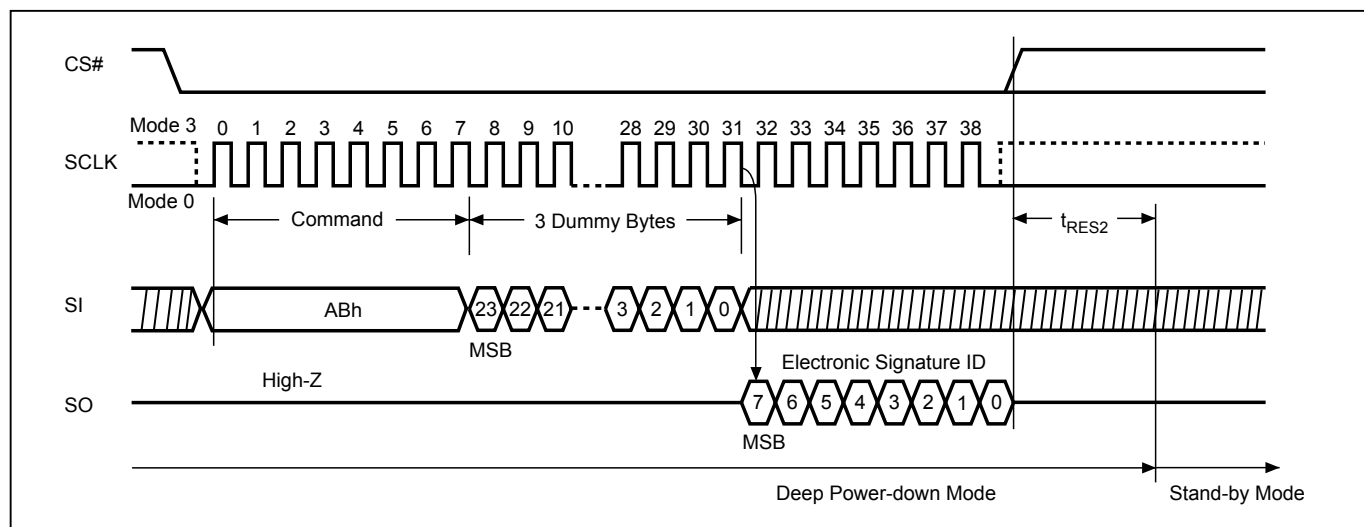 CS#
Mode 3
0 1 2 3 4 5 6 7 8 9 10 28 29 30 31 32 33 34 35 36 37 38
SCLK
Mode 0
Command
3 Dummy Bytes
tRES2
SI
ABh
23 22 21 3 2 1 0
MSB
Electronic Signature ID
High-Z
SO
7 6 5 4 3 2 1 0
MSB
Deep Power-down Mode
Stand-by Mode